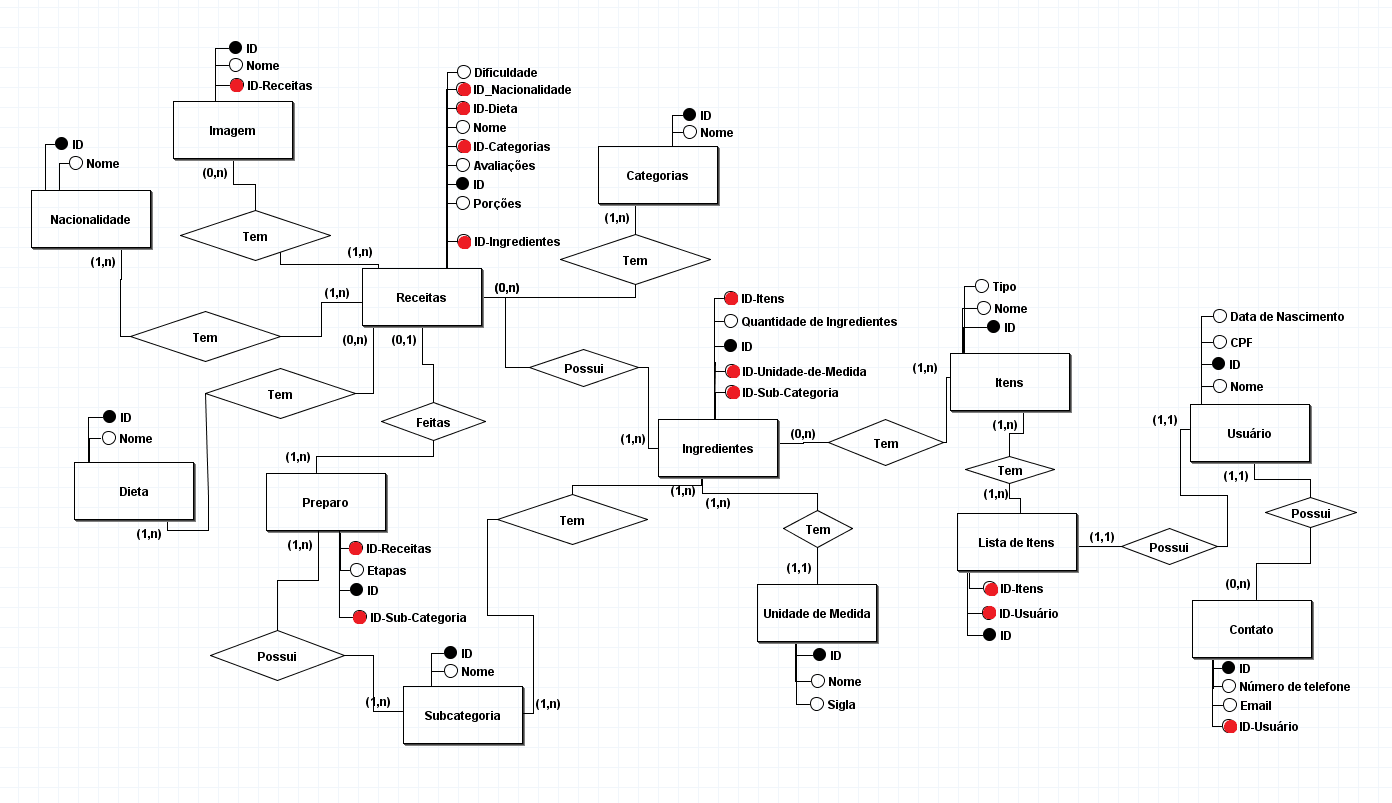 ID
Nome
ID-Receitas
Imagem
(0,n)
Tem
(1,n)
ID
Nome
Nacionalidade
(1,n)
Tem
(1,n)
Dificuldade
ID_Nacionalidade
ID-Dieta
Nome
ID-Categorias
Avaliações
ID
Porções
ID-Ingredientes
Receitas
(0,n)
(0,n)
(0,1)
ID
Nome
Categorias
(1,n)
Tem
Tem
ID
Nome
Dieta
(1,n)
Feitas
(1,n)
Preparo
(1,n)
ID-Receitas
Etapas
ID
ID-Sub-Categoria
Possui
(1,n)
ID
Nome
Subcategoria
(1,n)
Tem
(1,n)
Possui
(1,n)
ID-Itens
Quantidade de Ingredientes
ID
ID-Unidade-de-Medida
ID-Sub-Categoria
Ingredientes
(0,n)
(1,n)
Tem
(1,1)
Unidade de Medida
ID
Nome
Sigla
Tem
(1,n)
Tipo
Nome
ID
Itens
(1,n)
Tem
(1,n)
Lista de Itens
ID-Itens
ID-Usuário
ID
(1,1)
Possui
(1,1)
Data de Nascimento
CPF
ID
Nome
Usuário
(1,1)
Possui
(0,n)
Contato
ID
Número de telefone
Email
ID-Usuário